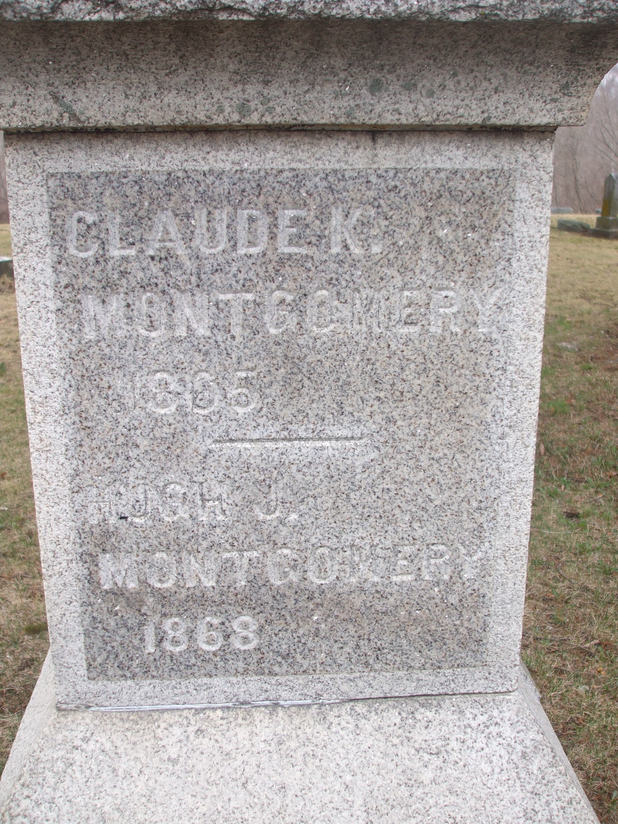 CLAUDE K.
MONTGOMERY
1865
HUGH J.
MONTGOMERY
1868